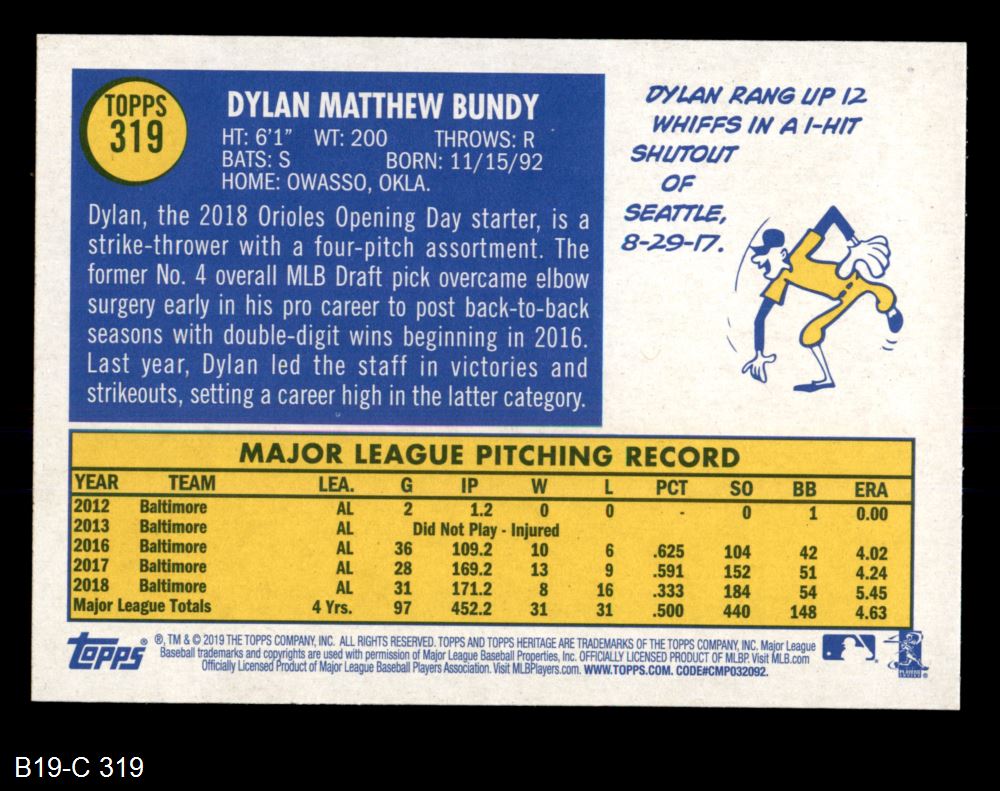 TOPPS
319
DYLAN MATTHEW BUNDY
HT: 6'1" WT: 200 THROWS: R
BATS: S BORN: 11/15/92
HOME: OWASSO, OKLA.
Dylan, the 2018 Orioles Opening Day starter, is a
strike-thrower with a four-pitch assortment. The
former No. 4 overall MLB Draft pick overcame elbow
surgery early in his pro career to post back-to-back
seasons with double-digit wins beginning in 2016.
Last year, Dylan led the staff in victories and
strikeouts, setting a career high in the latter category.
DYLAN RANG UP 12
WHIFFS IN A 1-HIT
SHUTOUT
OF
SEATTLE,
8-29-17.
MAJOR LEAGUE PITCHING RECORD
YEAR TEAM LEA. G IP W L PCT SO BB ERA
2012 Baltimore AL 2 1.2 0 0 - 0 1 0.00
2013 Baltimore AL Did Not Play - Injured
2016 Baltimore AL 36 109.2 10 6 .625 104 42 4.02
2017 Baltimore AL 28 169.2 13 9 .591 152 51 4.24
2018 Baltimore AL 31 171.2 8 16 .333 184 54 5.45
Major League Totals 4 Yrs. 97 452.2 31 31 .500 440 148 4.63
Topps ®
®, TM & © 2019 THE TOPPS COMPANY, INC. ALL RIGHTS RESERVED. TOPPS AND TOPPS HERITAGE ARE TRADEMARKS OF THE TOPPS COMPANY, INC. Major League
Baseball trademarks and copyrights are used with permission of Major League Baseball Properties, Inc. OFFICIALLY LICENSED PRODUCT OF MLBP. Visit MLB.com
Officially Licensed Product of Major League Baseball Players Association. Visit MLBPlayers.com. WWW.TOPPS.COM. CODE#CMP032092.
B19-C 319